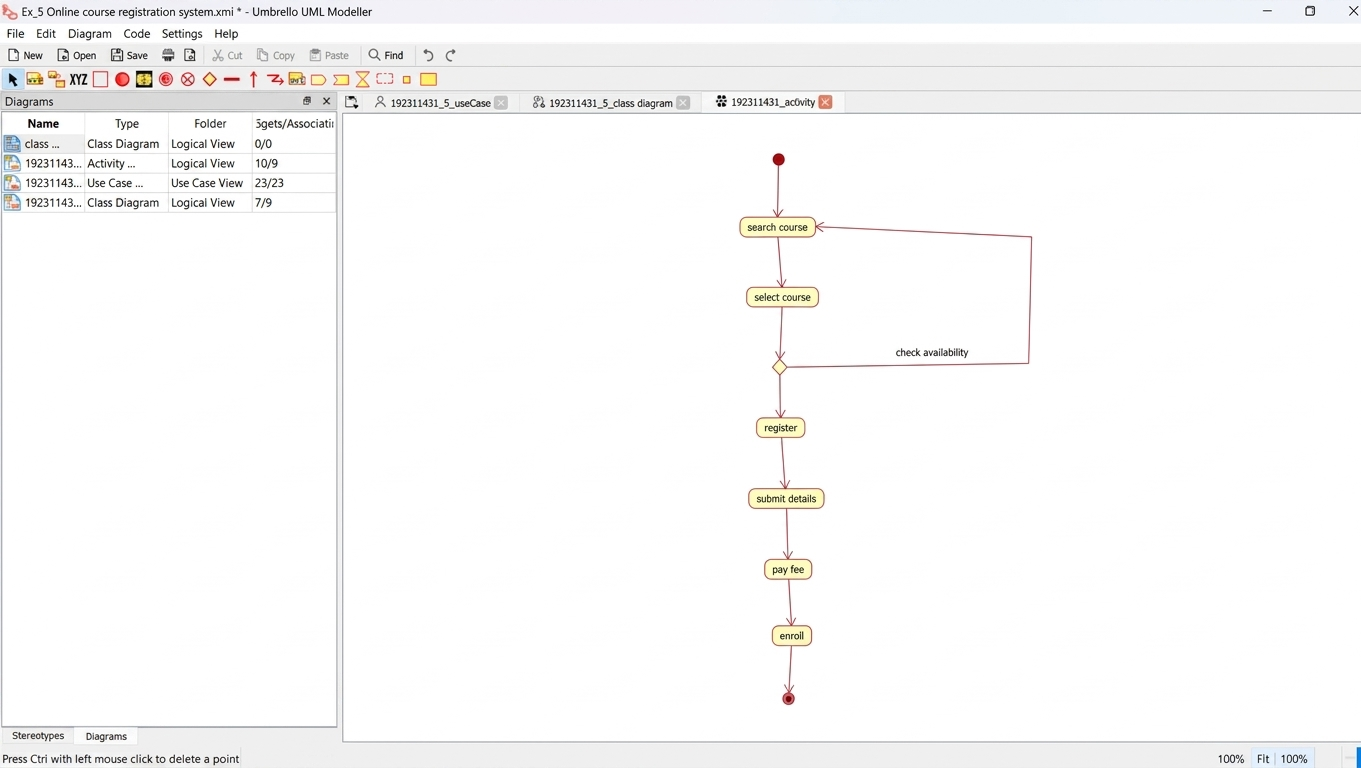 Ex_5 Online course registration system.xmi * - Umbrello UML Modeller
File Edit Diagram Code Settings Help
New Open Save Cut Copy Paste Find
XYZ
Diagrams
192311431_5_useCase 192311431_5_class diagram 192311431_ac0vity
Name Type Folder 5gets/Associati
class ... Class Diagram Logical View 0/0
19231143... Activity ... Logical View 10/9
19231143... Use Case ... Use Case View 23/23
19231143... Class Diagram Logical View 7/9
search course
select course
check availability
register
submit details
pay fee
enroll
Stereotypes Diagrams
Press Ctrl with left mouse click to delete a point
100% Fit 100%